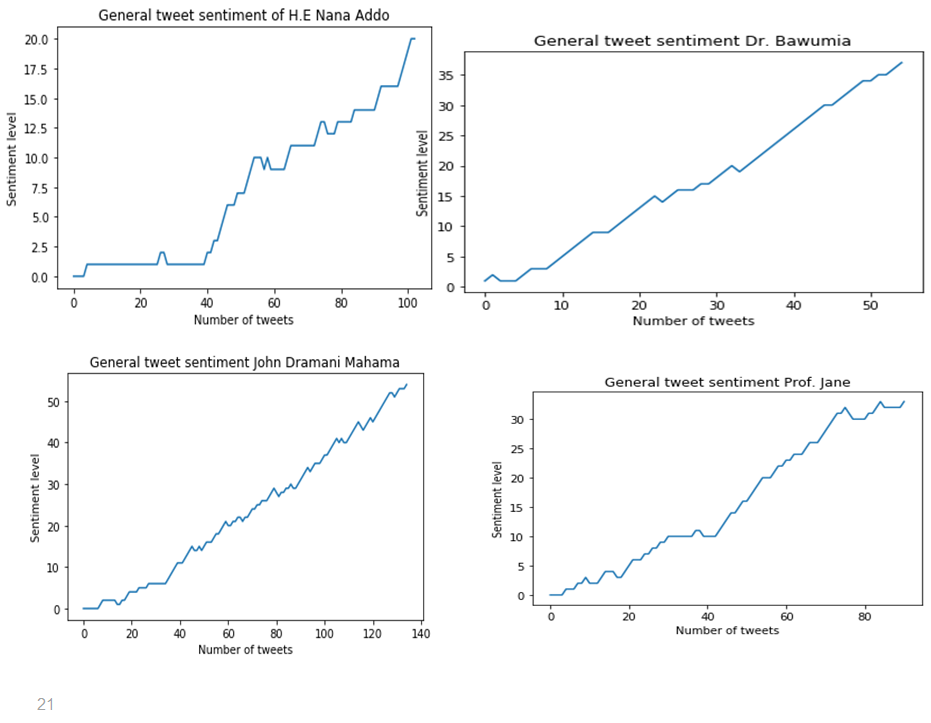 General tweet sentiment of H.E Nana Addo
Sentiment level
20.0
17.5
15.0
12.5
10.0
7.5
5.0
2.5
0.0
0 20 40 60 80 100
Number of tweets
General tweet sentiment Dr. Bawumia
Sentiment level
35
30
25
20
15
10
5
0
0 10 20 30 40 50
Number of tweets
General tweet sentiment John Dramani Mahama
Sentiment level
50
40
30
20
10
0
0 20 40 60 80 100 120 140
Number of tweets
General tweet sentiment Prof. Jane
Sentiment level
30
25
20
15
10
5
0
0 20 40 60 80
Number of tweets
21